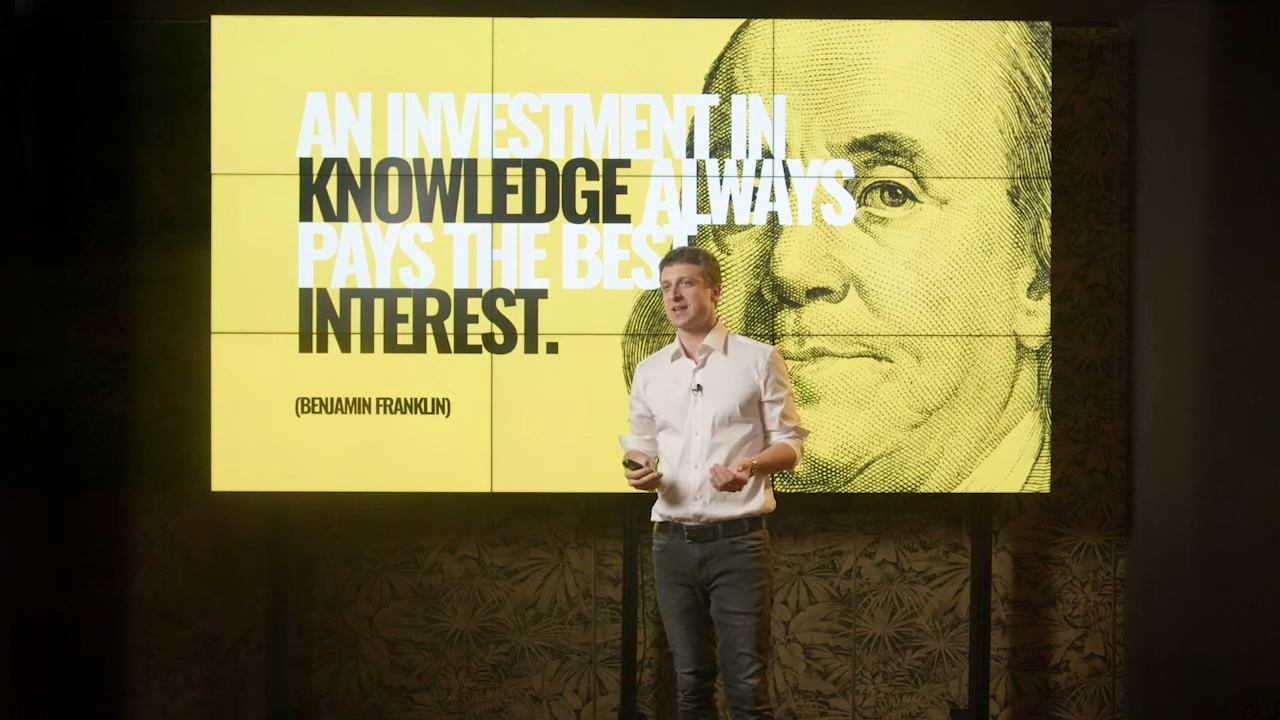 AN INVESTMENT IN
KNOWLEDGE ALWAYS
PAYS THE BEST
INTEREST.
(BENJAMIN FRANKLIN)